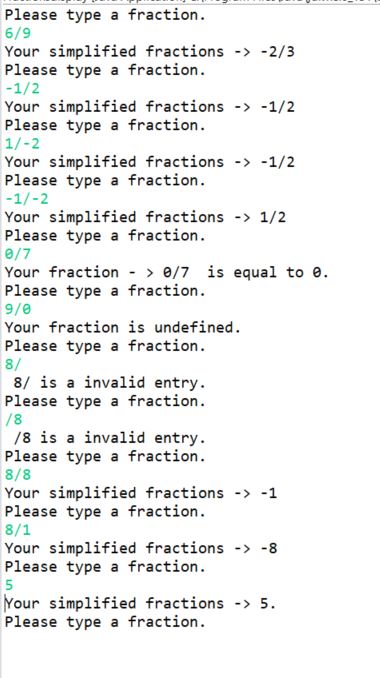 Please type a fraction.
6/9
Your simplified fractions -> -2/3
Please type a fraction.
-1/2
Your simplified fractions -> -1/2
Please type a fraction.
1/-2
Your simplified fractions -> -1/2
Please type a fraction.
-1/-2
Your simplified fractions -> 1/2
Please type a fraction.
0/7
Your fraction - > 0/7  is equal to 0.
Please type a fraction.
9/0
Your fraction is undefined.
Please type a fraction.
8/
 8/ is a invalid entry.
Please type a fraction.
/8
 /8 is a invalid entry.
Please type a fraction.
8/8
Your simplified fractions -> -1
Please type a fraction.
8/1
Your simplified fractions -> -8
Please type a fraction.
5
Your simplified fractions -> 5.
Please type a fraction.